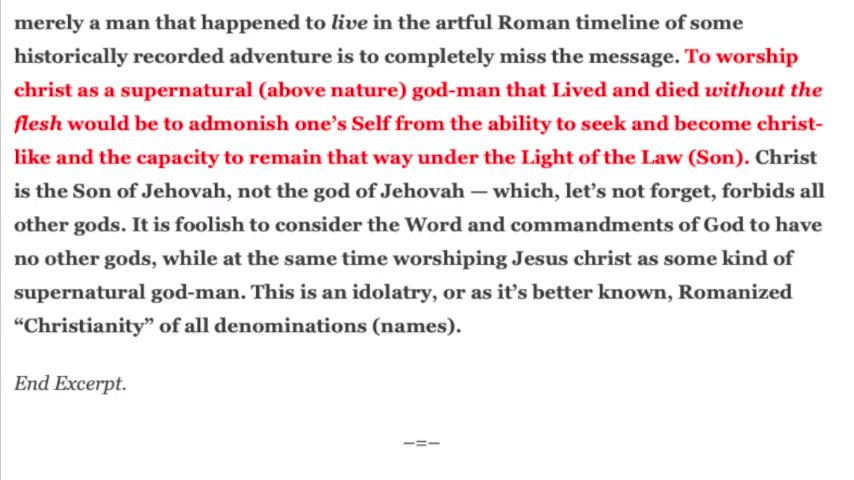 merely a man that happened to live in the artful Roman timeline of some
historically recorded adventure is to completely miss the message. To worship
christ as a supernatural (above nature) god-man that Lived and died without the
flesh would be to admonish one’s Self from the ability to seek and become christ-
like and the capacity to remain that way under the Light of the Law (Son). Christ
is the Son of Jehovah, not the god of Jehovah — which, let’s not forget, forbids all
other gods. It is foolish to consider the Word and commandments of God to have
no other gods, while at the same time worshiping Jesus christ as some kind of
supernatural god-man. This is an idolatry, or as it’s better known, Romanized
“Christianity” of all denominations (names).
End Excerpt.
–=–